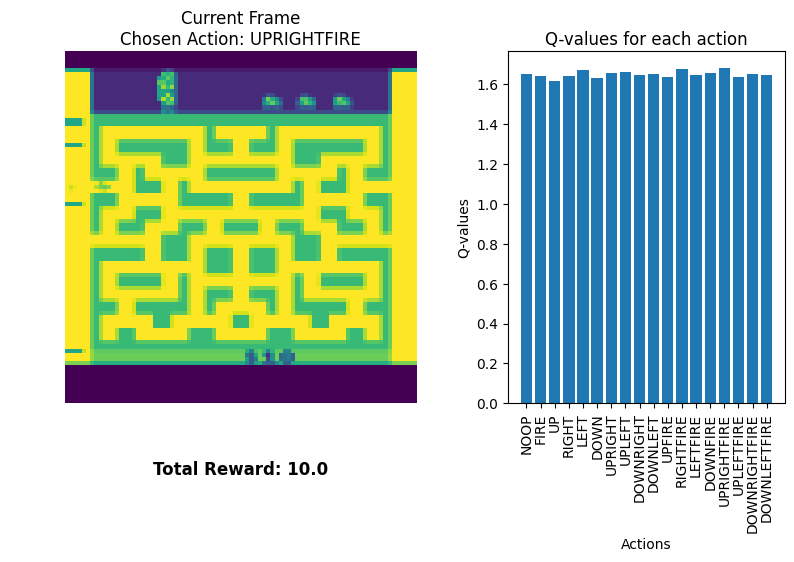 Current Frame
Chosen Action: UPRIGHTFIRE
Total Reward: 10.0
Q-values for each action
Q-values
1.6
1.4
1.2
1.0
0.8
0.6
0.4
0.2
0.0
NOOP
FIRE
UP
RIGHT
LEFT
DOWN
UPRIGHT
UPLEFT
DOWNRIGHT
DOWNLEFT
UPFIRE
RIGHTFIRE
LEFTFIRE
DOWNFIRE
UPRIGHTFIRE
UPLEFTFIRE
DOWNRIGHTFIRE
DOWNLEFTFIRE
Actions